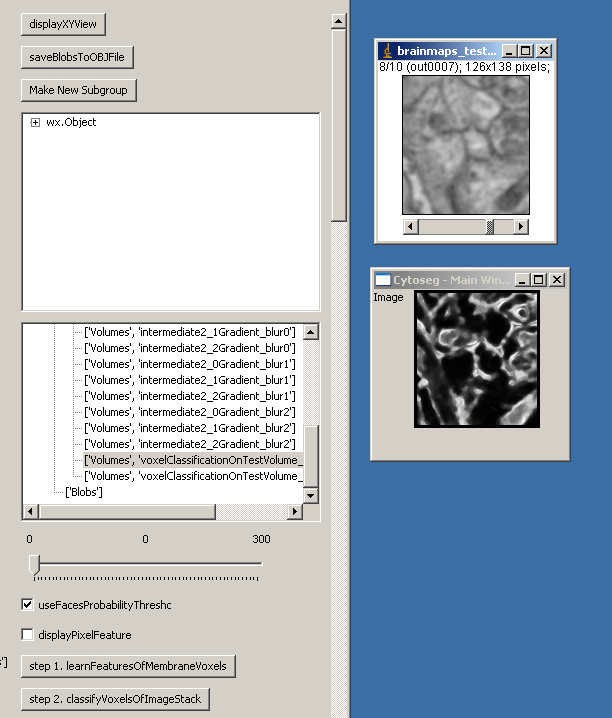 displayXYView
saveBlobsToOBJFile
Make New Subgroup
wx.Object
['Volumes', 'intermediate2_1Gradient_blur0']
['Volumes', 'intermediate2_2Gradient_blur0']
['Volumes', 'intermediate2_0Gradient_blur1']
['Volumes', 'intermediate2_1Gradient_blur1']
['Volumes', 'intermediate2_2Gradient_blur1']
['Volumes', 'intermediate2_0Gradient_blur2']
['Volumes', 'intermediate2_1Gradient_blur2']
['Volumes', 'intermediate2_2Gradient_blur2']
['Volumes', 'voxelClassificationOnTestVolume_
['Volumes', 'voxelClassificationOnTestVolume_
['Blobs']
0 0 300
useFacesProbabilityThreshc
displayPixelFeature
']
step 1. learnFeaturesOfMembraneVoxels
step 2. classifyVoxelsOfImageStack
brainmaps_test...
8/10 (out0007); 126x138 pixels;
Cytoseg - Main Win...
Image